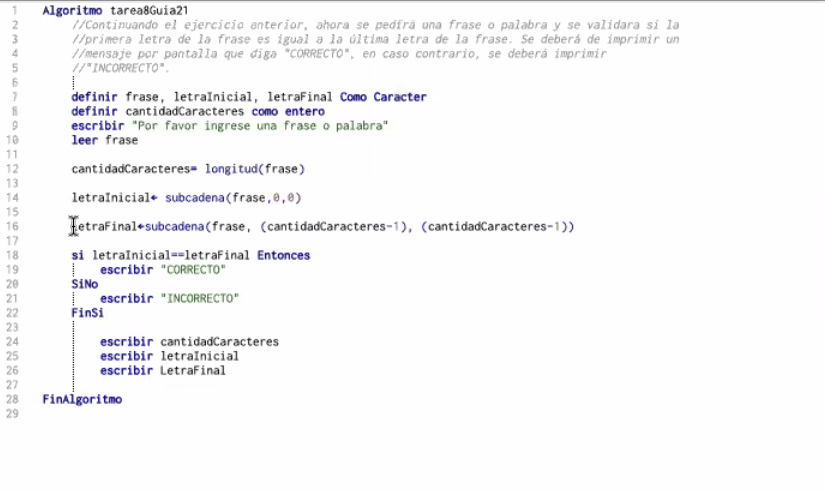 1 Algoritmo tarea8Guia21
2 //Continuando el ejercicio anterior, ahora se pedirá una frase o palabra y se validara si la
3 //primera letra de la frase es igual a la última letra de la frase. Se deberá de imprimir un
4 //mensaje por pantalla que diga "CORRECTO", en caso contrario, se deberá imprimir
5 //"INCORRECTO".
6
7 definir frase, letraInicial, letraFinal Como Caracter
8 definir cantidadCaracteres como entero
9 escribir "Por favor ingrese una frase o palabra"
10 leer frase
11
12 cantidadCaracteres= longitud(frase)
13
14 letraInicial← subcadena(frase,0,0)
15
16 letraFinal←subcadena(frase, (cantidadCaracteres-1), (cantidadCaracteres-1))
17
18 si letraInicial==letraFinal Entonces
19 escribir "CORRECTO"
20 SiNo
21 escribir "INCORRECTO"
22 FinSi
23
24 escribir cantidadCaracteres
25 escribir letraInicial
26 escribir LetraFinal
27
28 FinAlgoritmo
29